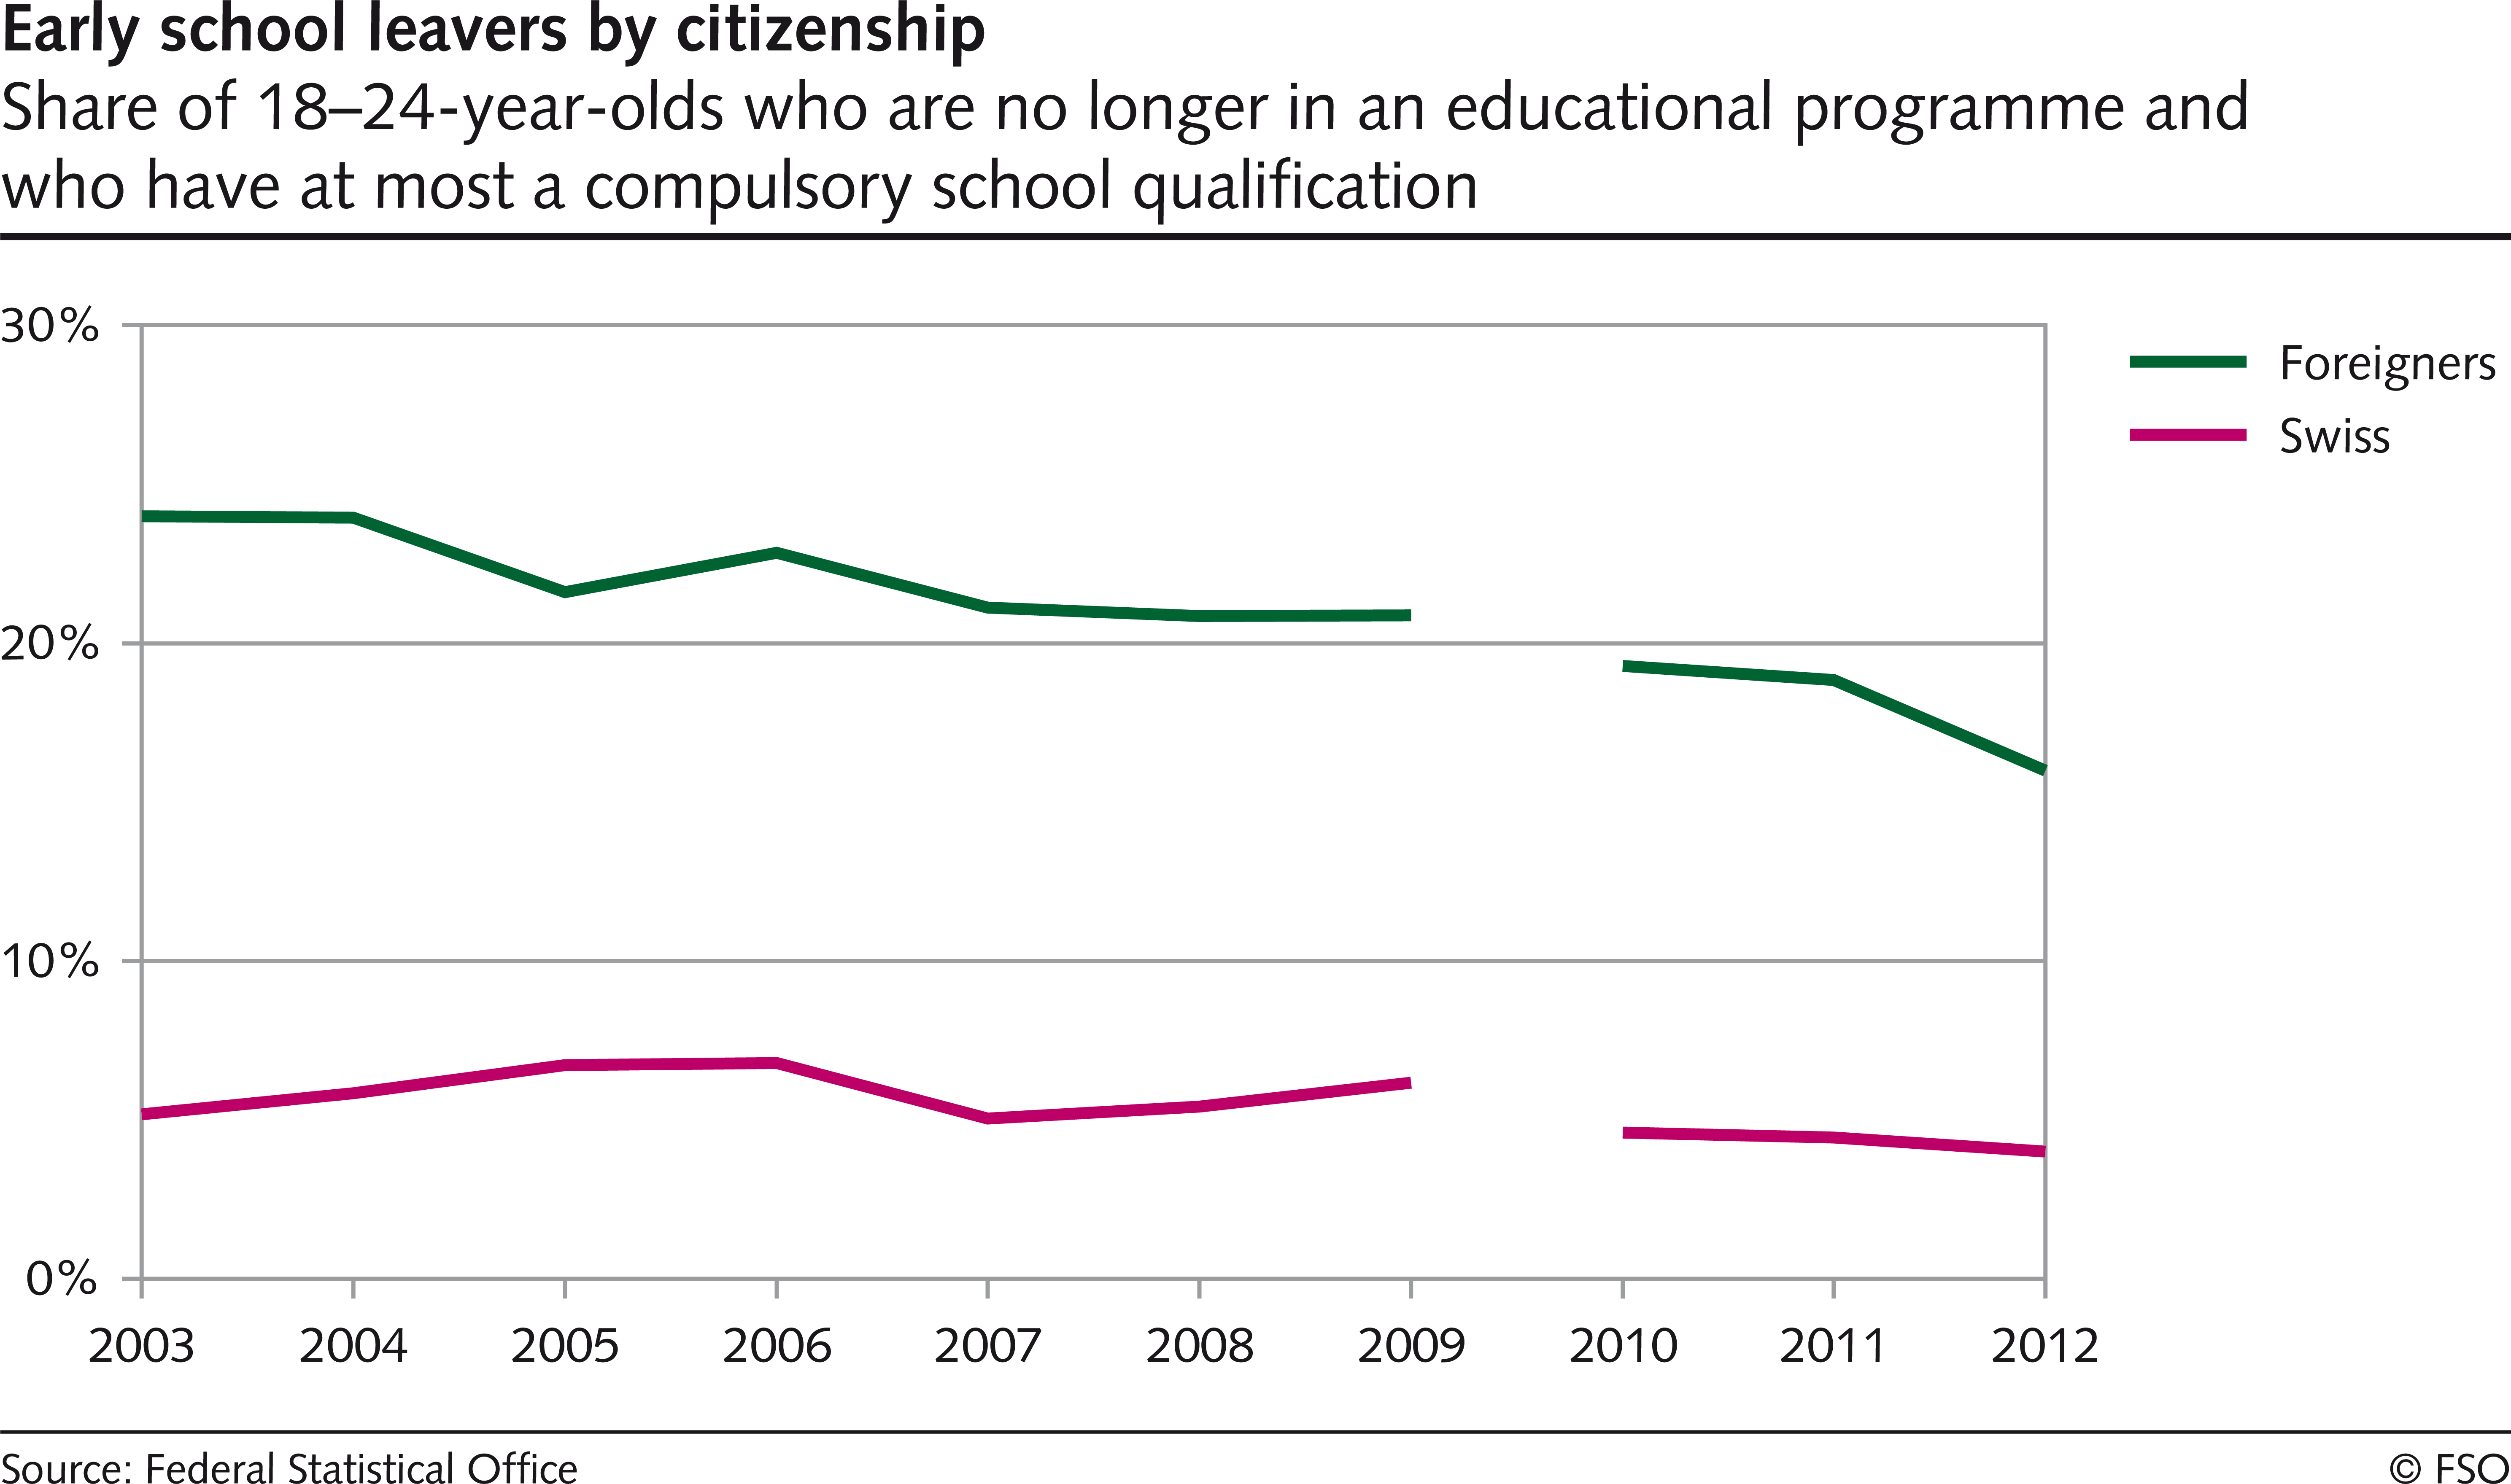 Early school leavers by citizenship
Share of 18–24-year-olds who are no longer in an educational programme and
who have at most a compulsory school qualification
30%
20%
10%
0%
Foreigners
Swiss
2003 2004 2005 2006 2007 2008 2009 2010 2011 2012
Source: Federal Statistical Office
© FSO